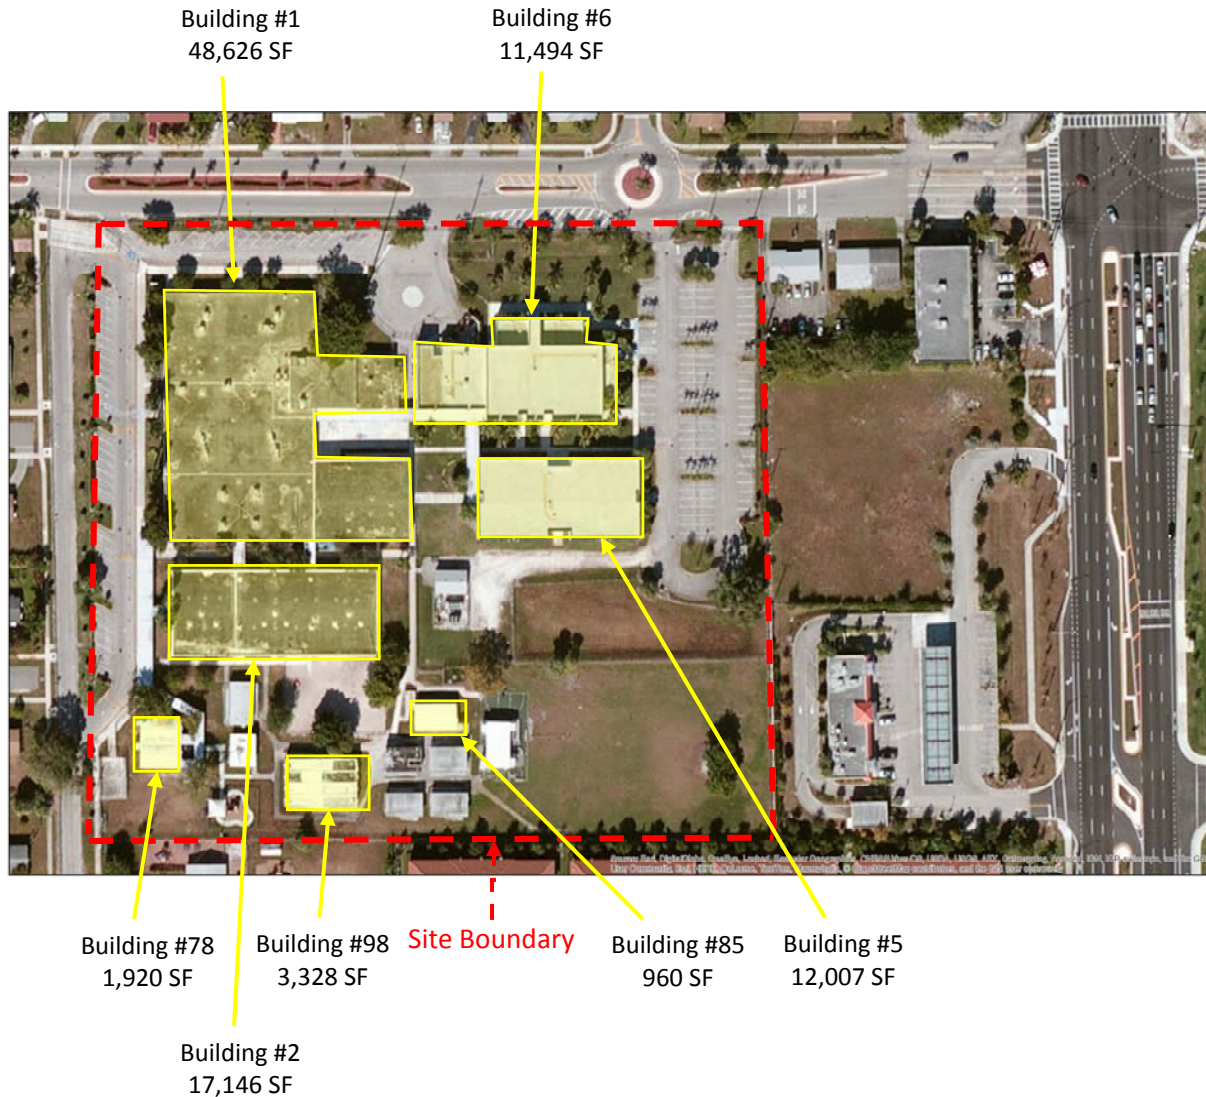 Building #1
48,626 SF
Building #6
11,494 SF
Building #78
1,920 SF
Building #98
3,328 SF
Site Boundary
Building #85
960 SF
Building #5
12,007 SF
Building #2
17,146 SF